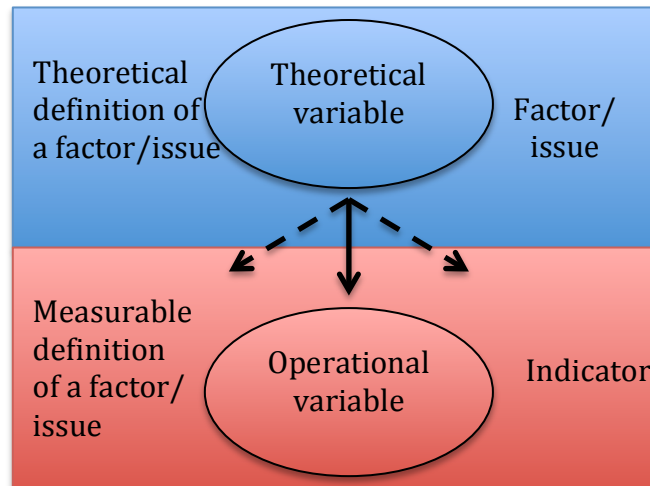 Theoretical
definition of
a factor/issue
Theoretical
variable
Factor/
issue
Measurable
definition
of a factor/
issue
Operational
variable
Indicator